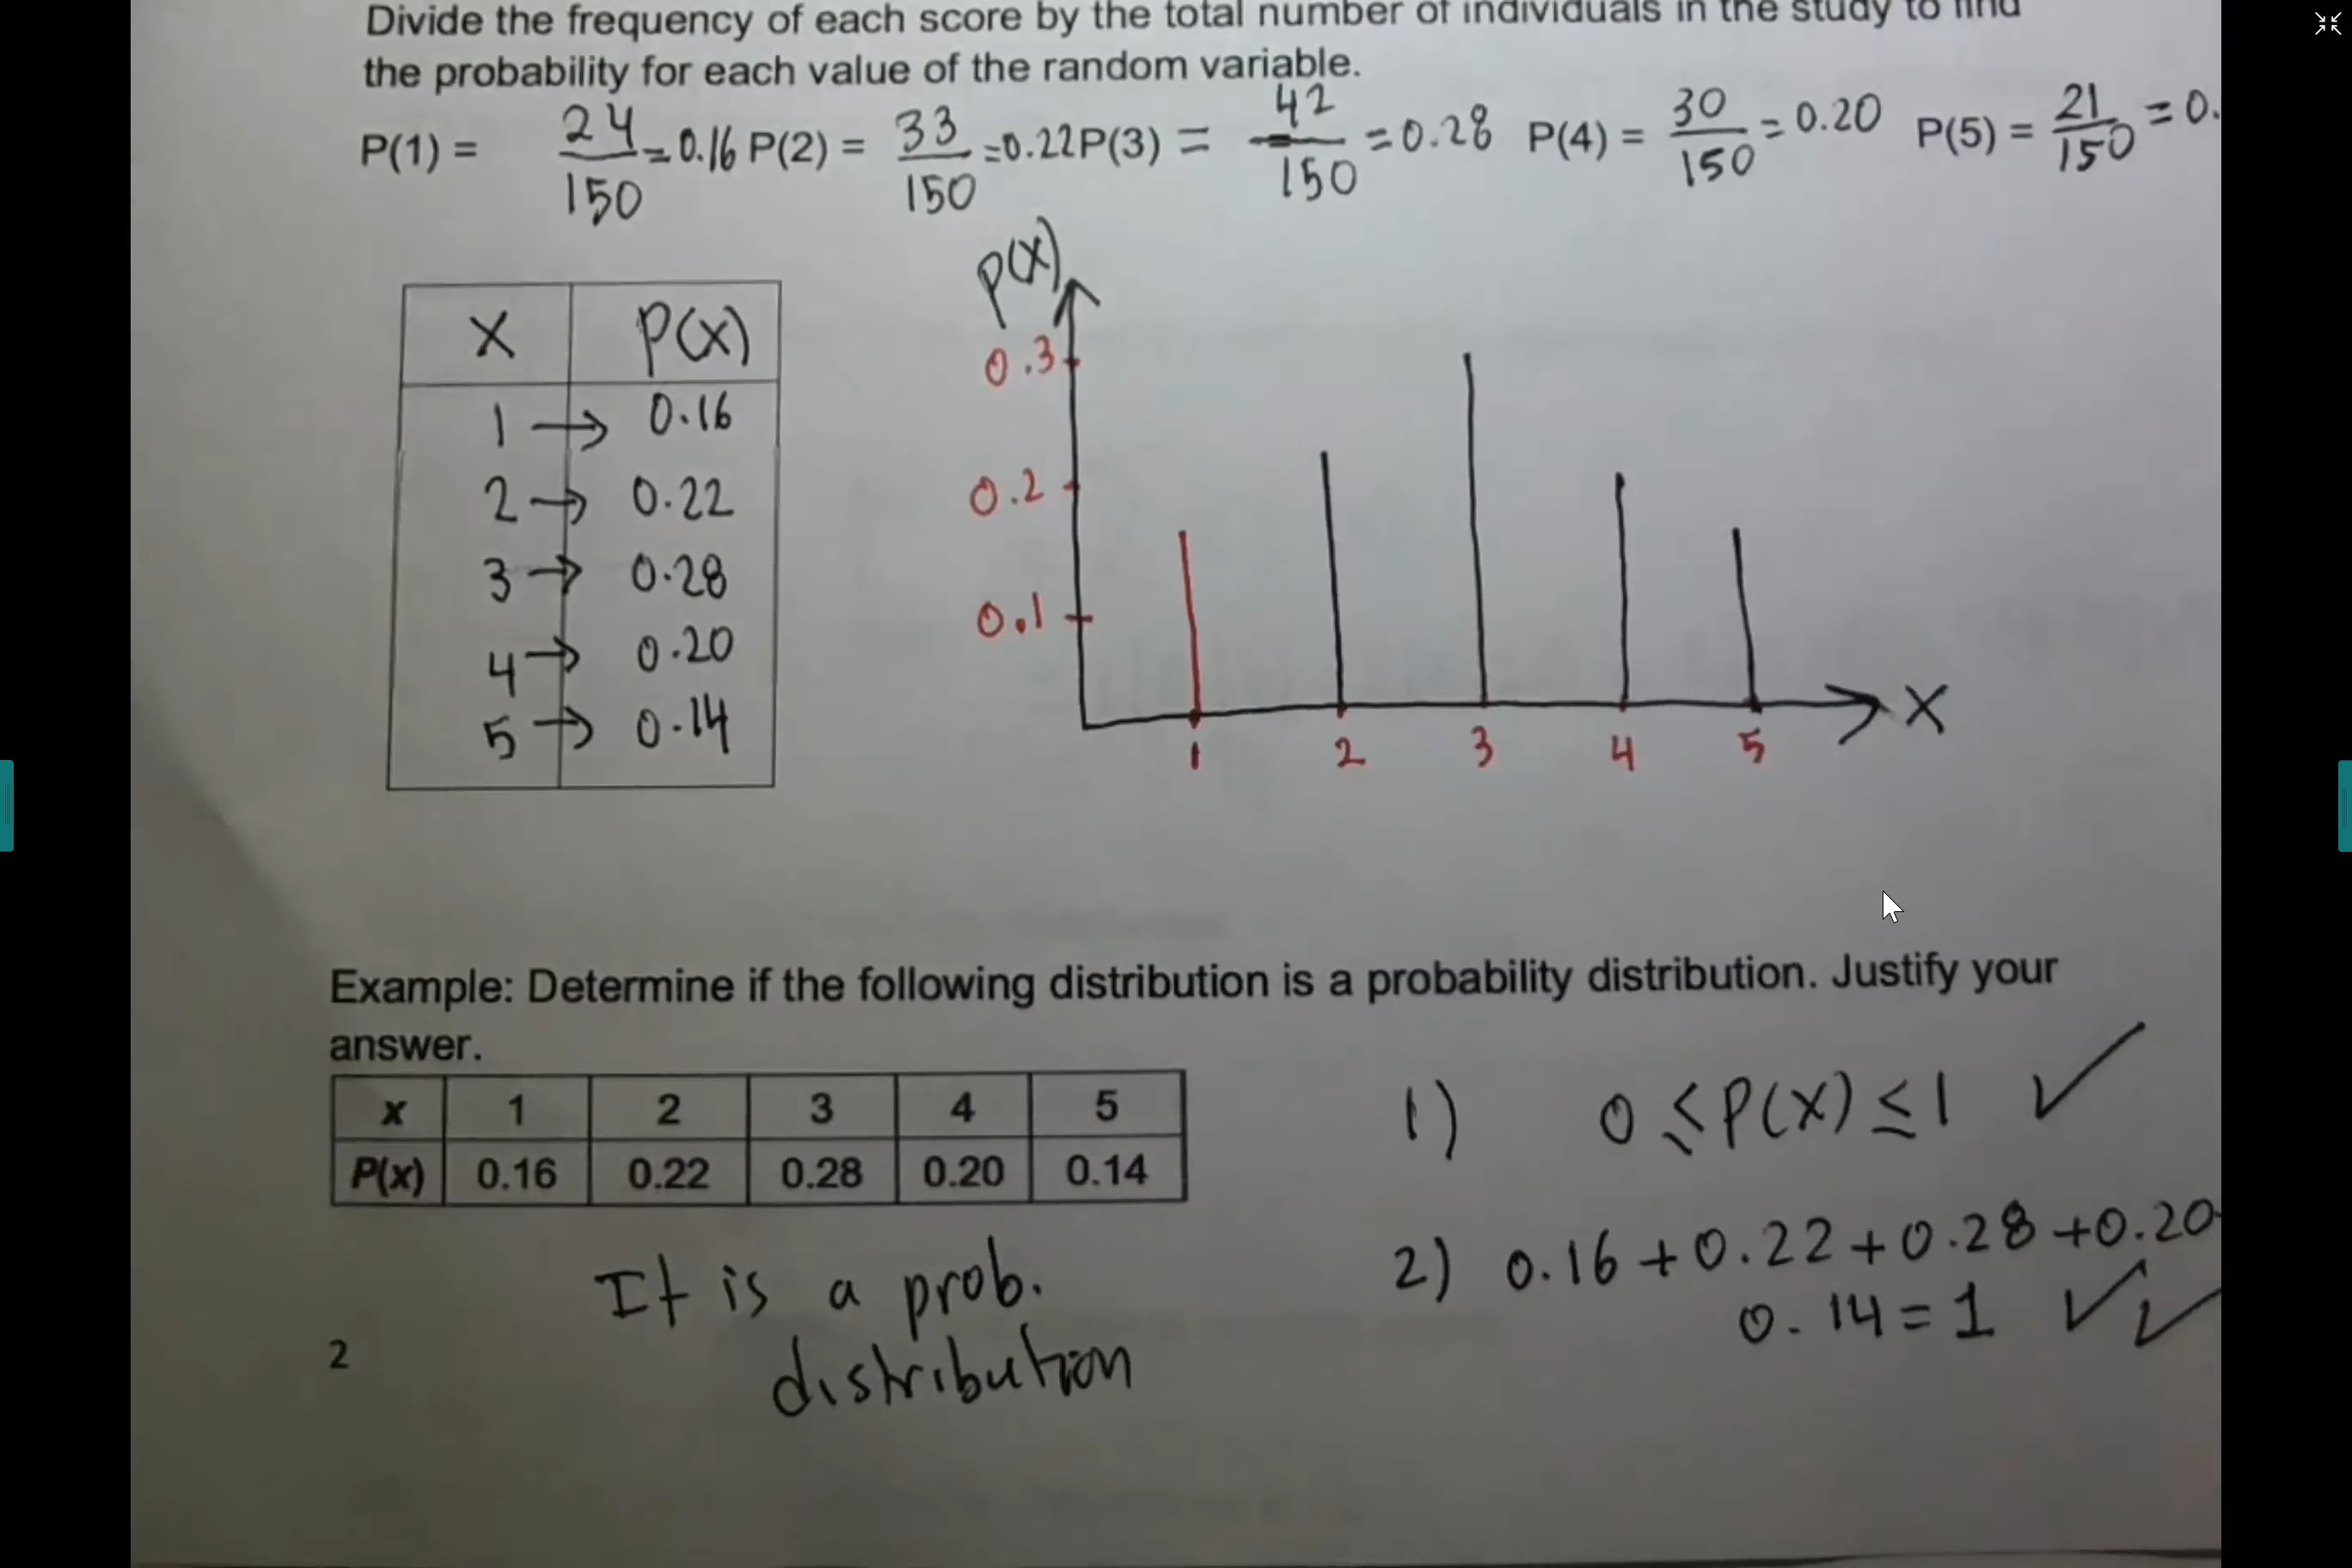 Divide the frequency of each score by the total number of individuals in the study to find
the probability for each value of the random variable.
P(1) = 24/150 = 0.16 P(2) = 33/150 = 0.22 P(3) = 42/150 = 0.28 P(4) = 30/150 = 0.20 P(5) = 21/150 = 0.
X P(X)
1 → 0.16
2 → 0.22
3 → 0.28
4 → 0.20
5 → 0.14
P(X)
0.3
0.2
0.1
1 2 3 4 5 X
Example: Determine if the following distribution is a probability distribution. Justify your
answer.
x 1 2 3 4 5
P(x) 0.16 0.22 0.28 0.20 0.14
1) 0 ≤ P(X) ≤ 1 ✓
2) 0.16 + 0.22 + 0.28 + 0.20
0.14 = 1 ✓✓
It is a prob.
distribution
2